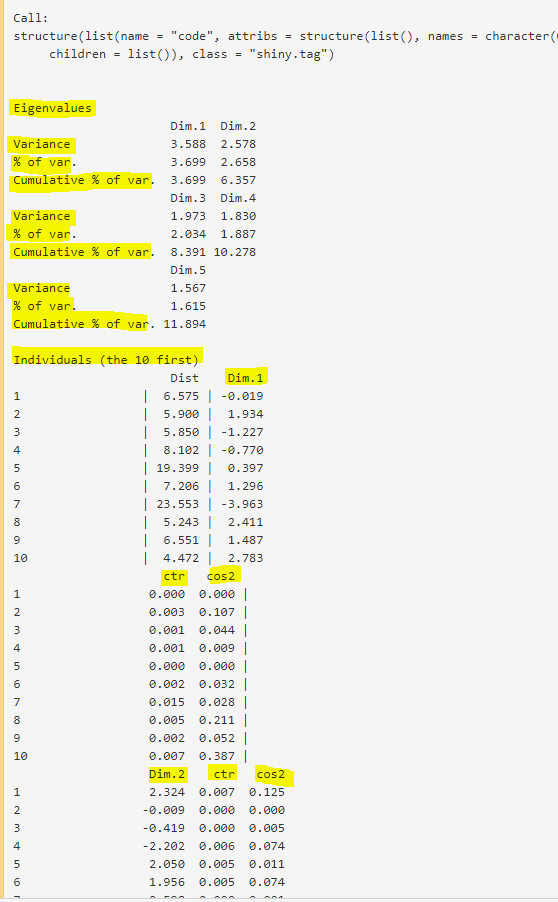 Call:
structure(list(name = "code", attribs = structure(list(), names = character(
children = list()), class = "shiny.tag")
Eigenvalues
Dim.1 Dim.2
Variance 3.588 2.578
% of var. 3.699 2.658
Cumulative % of var. 3.699 6.357
Dim.3 Dim.4
Variance 1.973 1.830
% of var. 2.034 1.887
Cumulative % of var. 8.391 10.278
Dim.5
Variance 1.567
% of var. 1.615
Cumulative % of var. 11.894
Individuals (the 10 first)
Dist Dim.1
1 | 6.575 | -0.019
2 | 5.900 | 1.934
3 | 5.850 | -1.227
4 | 8.102 | -0.770
5 | 19.399 | 0.397
6 | 7.206 | 1.296
7 | 23.553 | -3.963
8 | 5.243 | 2.411
9 | 6.551 | 1.487
10 | 4.472 | 2.783
ctr cos2
1 0.000 0.000 |
2 0.003 0.107 |
3 0.001 0.044 |
4 0.001 0.009 |
5 0.000 0.000 |
6 0.002 0.032 |
7 0.015 0.028 |
8 0.005 0.211 |
9 0.002 0.052 |
10 0.007 0.387 |
Dim.2 ctr cos2
1 2.324 0.007 0.125
2 -0.009 0.000 0.000
3 -0.419 0.000 0.005
4 -2.202 0.006 0.074
5 2.050 0.005 0.011
6 1.956 0.005 0.074